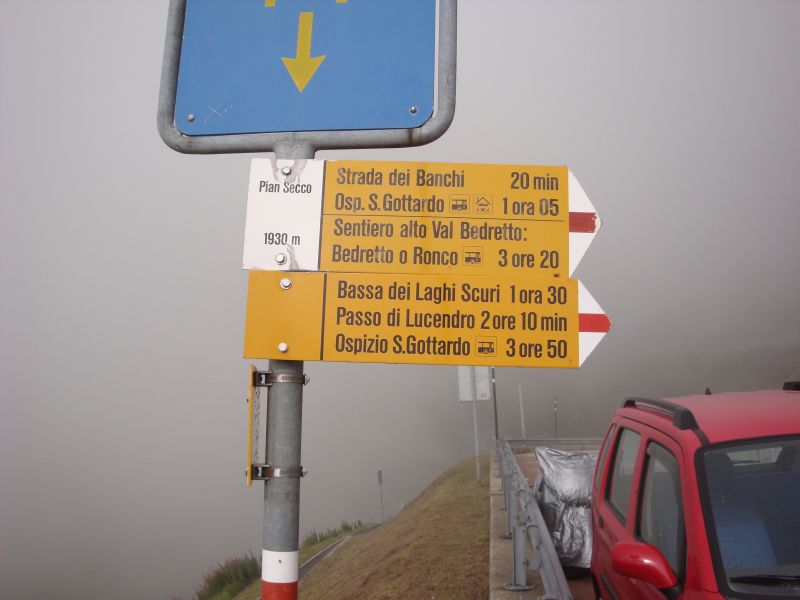 Pian Secco
1930 m
Strada dei Banchi 20 min
Osp. S. Gottardo 1 ora 05
Sentiero alto Val Bedretto:
Bedretto o Ronco 3 ore 20
Bassa dei Laghi Scuri 1 ora 30
Passo di Lucendro 2 ore 10 min
Ospizio S. Gottardo 3 ore 50